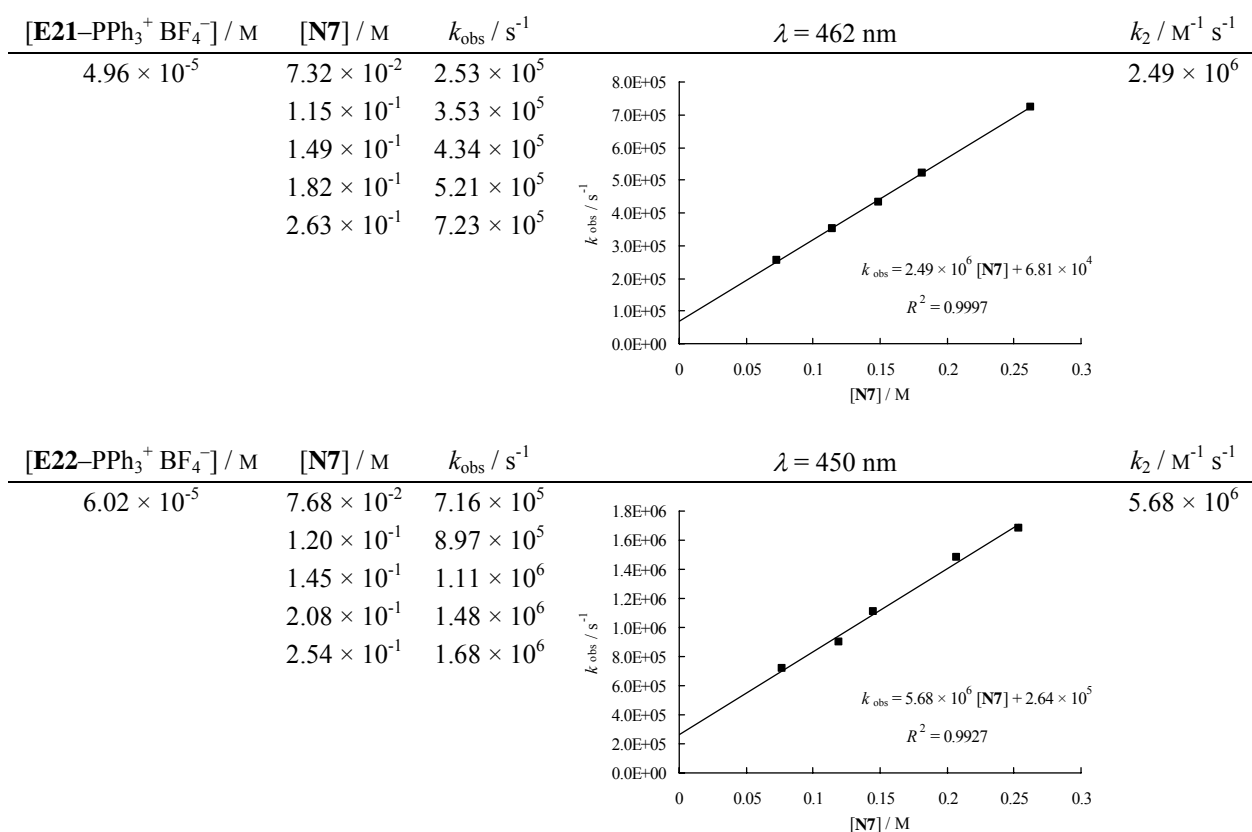 [E21–PPh₃⁺ BF₄⁻] / M [N7] / M k_obs / s⁻¹ λ = 462 nm k₂ / M⁻¹ s⁻¹
4.96 × 10⁻⁵ 7.32 × 10⁻² 2.53 × 10⁵ 2.49 × 10⁶
1.15 × 10⁻¹ 3.53 × 10⁵
1.49 × 10⁻¹ 4.34 × 10⁵
1.82 × 10⁻¹ 5.21 × 10⁵
2.63 × 10⁻¹ 7.23 × 10⁵
8.0E+05
7.0E+05
6.0E+05
5.0E+05
4.0E+05
3.0E+05
2.0E+05
1.0E+05
0.0E+00
k obs / s⁻¹
k obs = 2.49 × 10⁶ [N7] + 6.81 × 10⁴
R² = 0.9997
0 0.05 0.1 0.15 0.2 0.25 0.3
[N7] / M
[E22–PPh₃⁺ BF₄⁻] / M [N7] / M k_obs / s⁻¹ λ = 450 nm k₂ / M⁻¹ s⁻¹
6.02 × 10⁻⁵ 7.68 × 10⁻² 7.16 × 10⁵ 5.68 × 10⁶
1.20 × 10⁻¹ 8.97 × 10⁵
1.45 × 10⁻¹ 1.11 × 10⁶
2.08 × 10⁻¹ 1.48 × 10⁶
2.54 × 10⁻¹ 1.68 × 10⁶
1.8E+06
1.6E+06
1.4E+06
1.2E+06
1.0E+06
8.0E+05
6.0E+05
4.0E+05
2.0E+05
0.0E+00
k obs / s⁻¹
k obs = 5.68 × 10⁶ [N7] + 2.64 × 10⁵
R² = 0.9927
0 0.05 0.1 0.15 0.2 0.25 0.3
[N7] / M